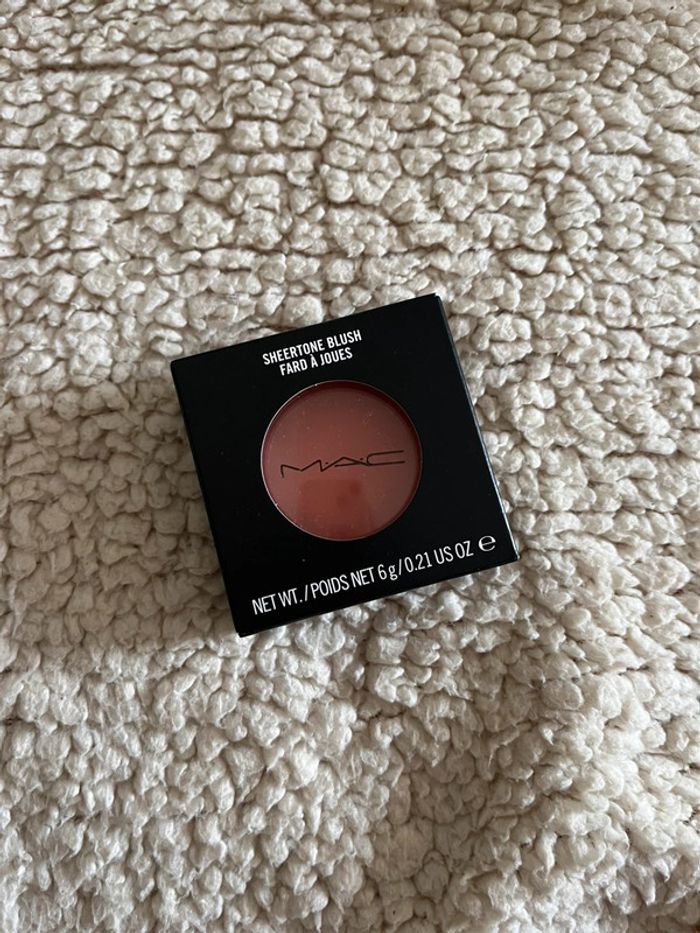 SHEERTONE BLUSH
FARD À JOUES
M·A·C
NET WT. / POIDS NET 6 g / 0.21 US OZ ℮